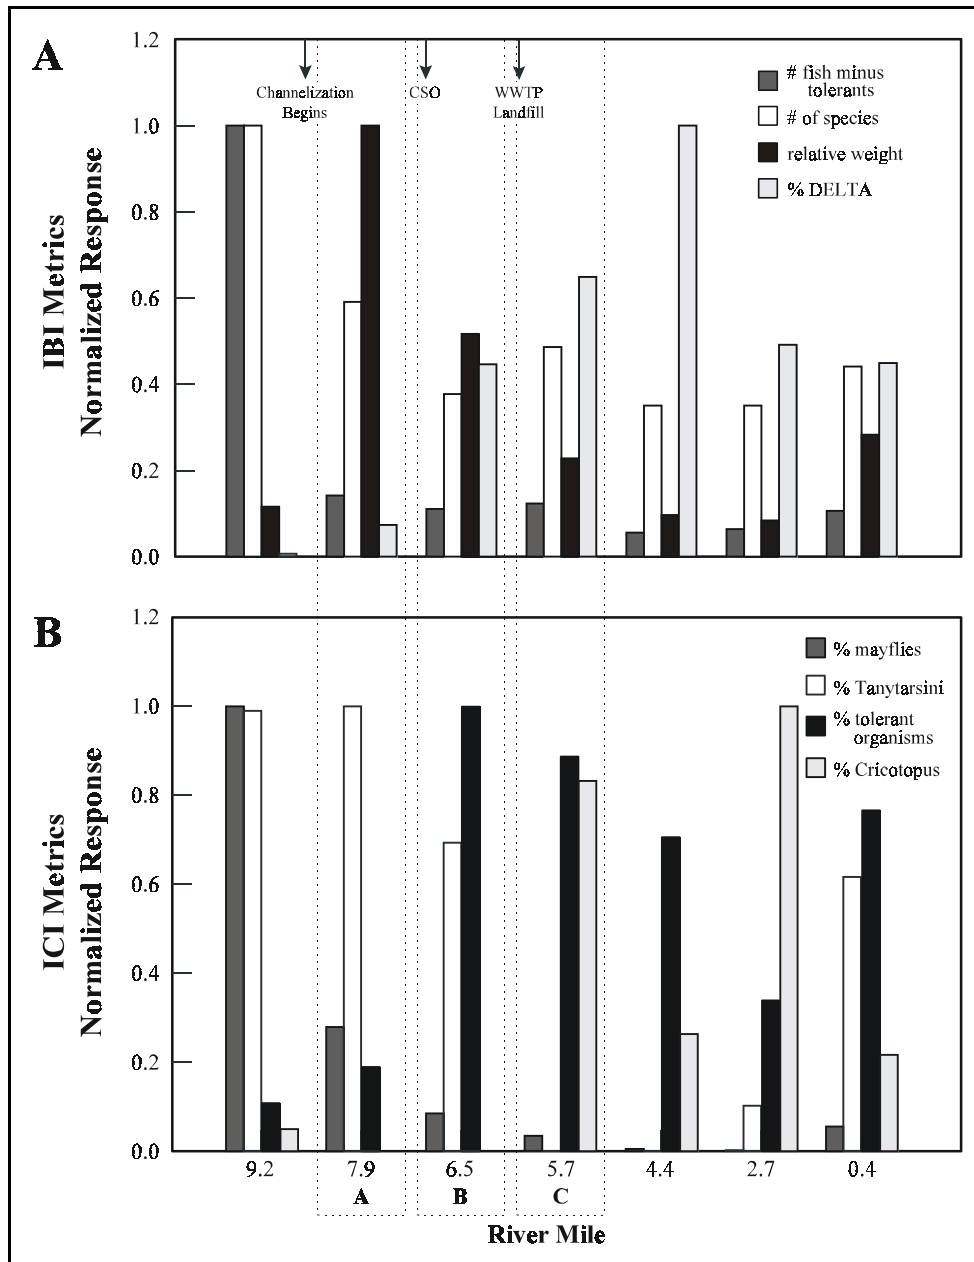 A
IBI Metrics
Normalized Response
1.2
1.0
0.8
0.6
0.4
0.2
0.0
Channelization
Begins
CSO
WWTP
Landfill
# fish minus
tolerants
# of species
relative weight
% DELTA
B
ICI Metrics
Normalized Response
1.2
1.0
0.8
0.6
0.4
0.2
0.0
% mayflies
% Tanytarsini
% tolerant
organisms
% Cricotopus
9.2 7.9 6.5 5.7 4.4 2.7 0.4
A B C
River Mile